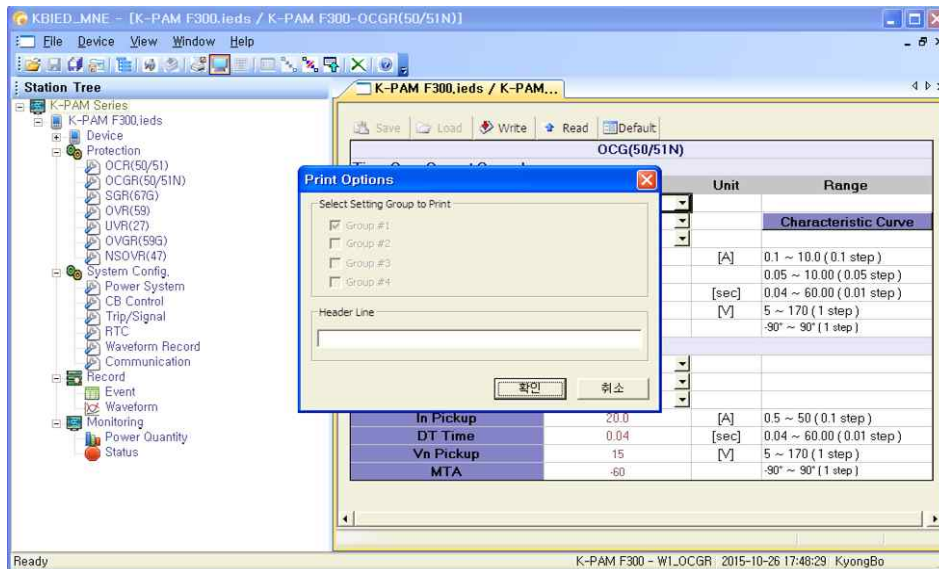 KBIED_MNE - [K-PAM F300.ieds / K-PAM F300-OCGR(50/51N)]
File Device View Window Help
Station Tree
K-PAM Series
K-PAM F300.ieds
Device
Protection
OCR(50/51)
OCGR(50/51N)
SGR(67G)
OVR(59)
UVR(27)
OVGR(59G)
NSOVR(47)
System Config.
Power System
CB Control
Trip/Signal
RTC
Waveform Record
Communication
Record
Event
Waveform
Monitoring
Power Quantity
Status
K-PAM F300.ieds / K-PAM...
Save Load Write Read Default
OCG(50/51N)
Unit Range
Characteristic Curve
[A] 0.1 ~ 10.0 ( 0.1 step )
0.05 ~ 10.00 ( 0.05 step )
[sec] 0.04 ~ 60.00 ( 0.01 step )
[V] 5 ~ 170 ( 1 step )
-90° ~ 90° ( 1 step )
In Pickup 20.0 [A] 0.5 ~ 50 ( 0.1 step )
DT Time 0.04 [sec] 0.04 ~ 60.00 ( 0.01 step )
Vn Pickup 15 [V] 5 ~ 170 ( 1 step )
MTA -60 -90° ~ 90° ( 1 step )
Print Options
Select Setting Group to Print
Group #1
Group #2
Group #3
Group #4
Header Line
확인 취소
Ready
K-PAM F300 - W1_OCGR 2015-10-26 17:48:29 KyongBo